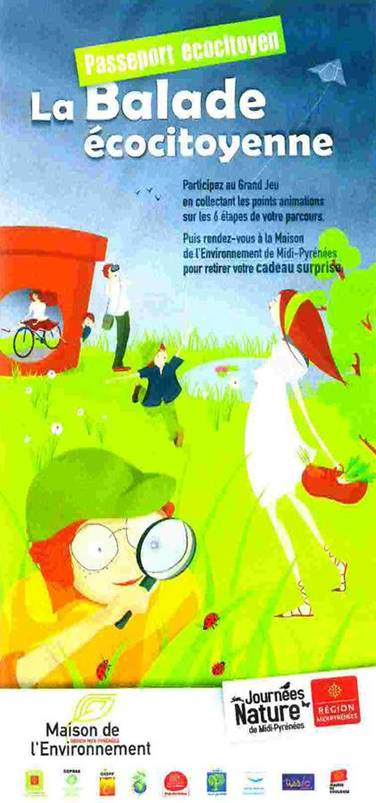 Passeport écocitoyen
La Balade
écocitoyenne
Participez au Grand Jeu
en collectant les points animations
sur les 6 étapes de votre parcours.
Puis rendez-vous à la Maison
de l'Environnement de Midi-Pyrénées
pour retirer votre cadeau surprise.
Maison de
l'Environnement
Journées
Nature
de Midi-Pyrénées
RÉGION
MIDI-PYRÉNÉES